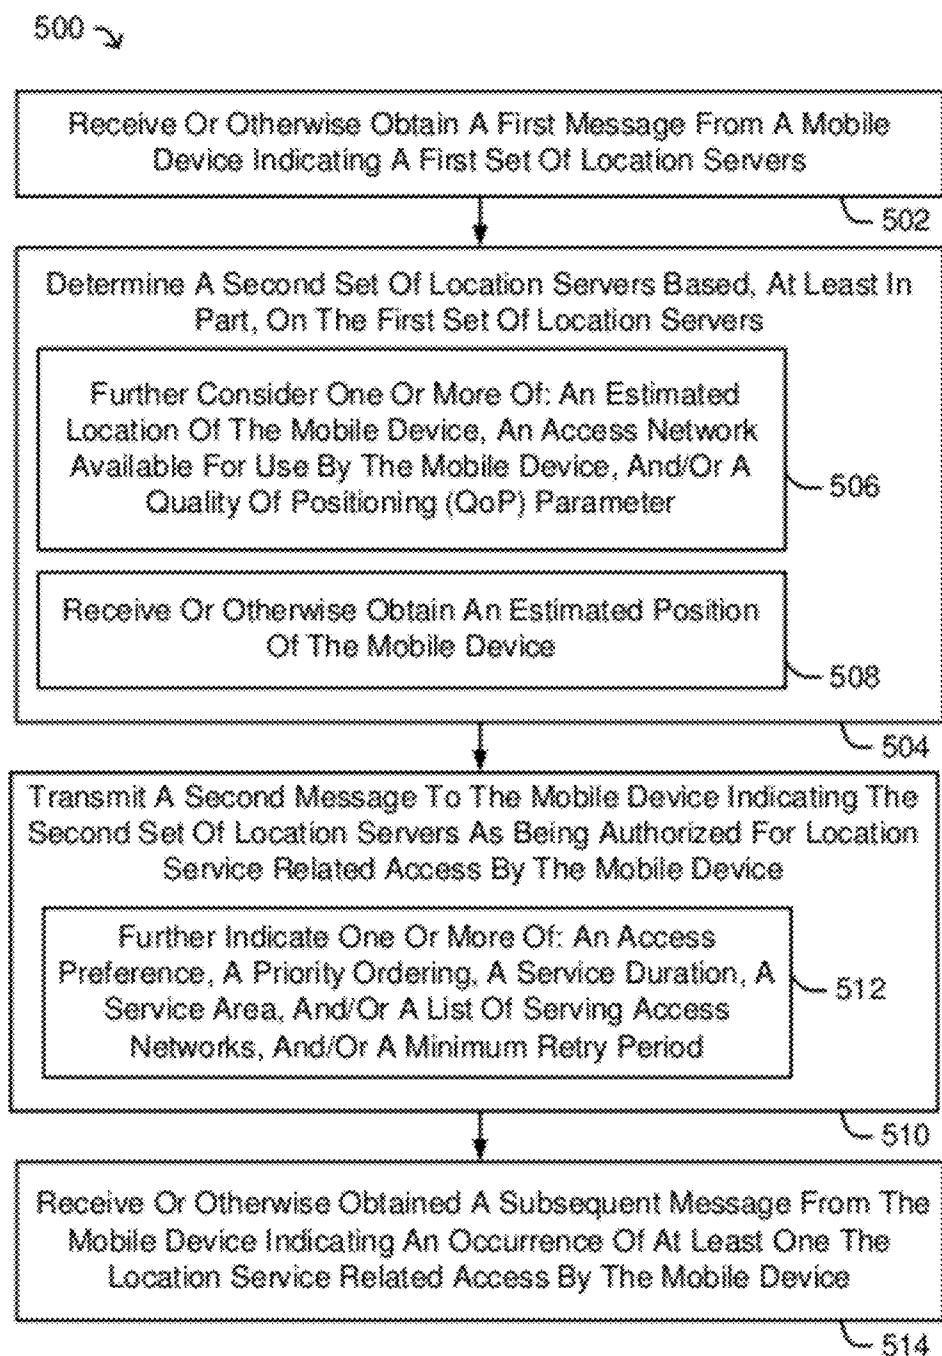 500
Receive Or Otherwise Obtain A First Message From A Mobile
Device Indicating A First Set Of Location Servers
502
Determine A Second Set Of Location Servers Based, At Least In
Part, On The First Set Of Location Servers
Further Consider One Or More Of: An Estimated
Location Of The Mobile Device, An Access Network
Available For Use By The Mobile Device, And/Or A
Quality Of Positioning (QoP) Parameter
506
Receive Or Otherwise Obtain An Estimated Position
Of The Mobile Device
508
504
Transmit A Second Message To The Mobile Device Indicating The
Second Set Of Location Servers As Being Authorized For Location
Service Related Access By The Mobile Device
Further Indicate One Or More Of: An Access
Preference, A Priority Ordering, A Service Duration, A
Service Area, And/Or A List Of Serving Access
Networks, And/Or A Minimum Retry Period
512
510
Receive Or Otherwise Obtained A Subsequent Message From The
Mobile Device Indicating An Occurrence Of At Least One The
Location Service Related Access By The Mobile Device
514